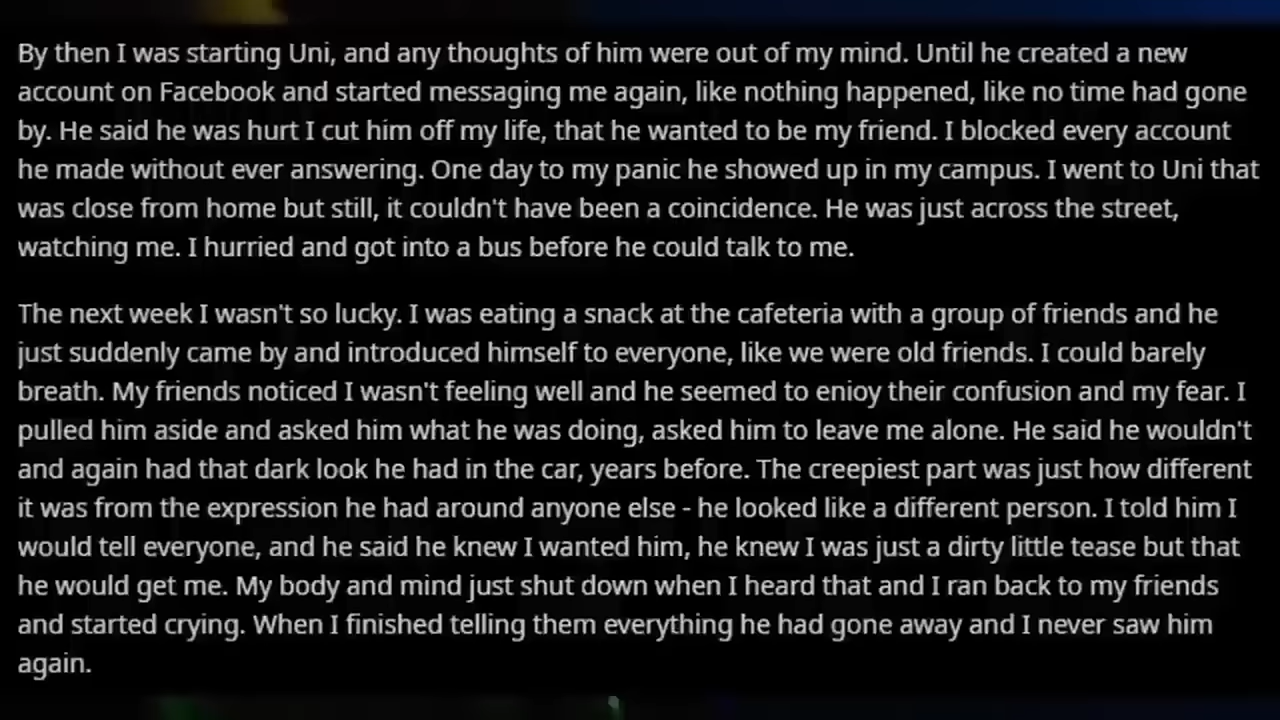 By then I was starting Uni, and any thoughts of him were out of my mind. Until he created a new
account on Facebook and started messaging me again, like nothing happened, like no time had gone
by. He said he was hurt I cut him off my life, that he wanted to be my friend. I blocked every account
he made without ever answering. One day to my panic he showed up in my campus. I went to Uni that
was close from home but still, it couldn't have been a coincidence. He was just across the street,
watching me. I hurried and got into a bus before he could talk to me.
The next week I wasn't so lucky. I was eating a snack at the cafeteria with a group of friends and he
just suddenly came by and introduced himself to everyone, like we were old friends. I could barely
breath. My friends noticed I wasn't feeling well and he seemed to enjoy their confusion and my fear. I
pulled him aside and asked him what he was doing, asked him to leave me alone. He said he wouldn't
and again had that dark look he had in the car, years before. The creepiest part was just how different
it was from the expression he had around anyone else - he looked like a different person. I told him I
would tell everyone, and he said he knew I wanted him, he knew I was just a dirty little tease but that
he would get me. My body and mind just shut down when I heard that and I ran back to my friends
and started crying. When I finished telling them everything he had gone away and I never saw him
again.